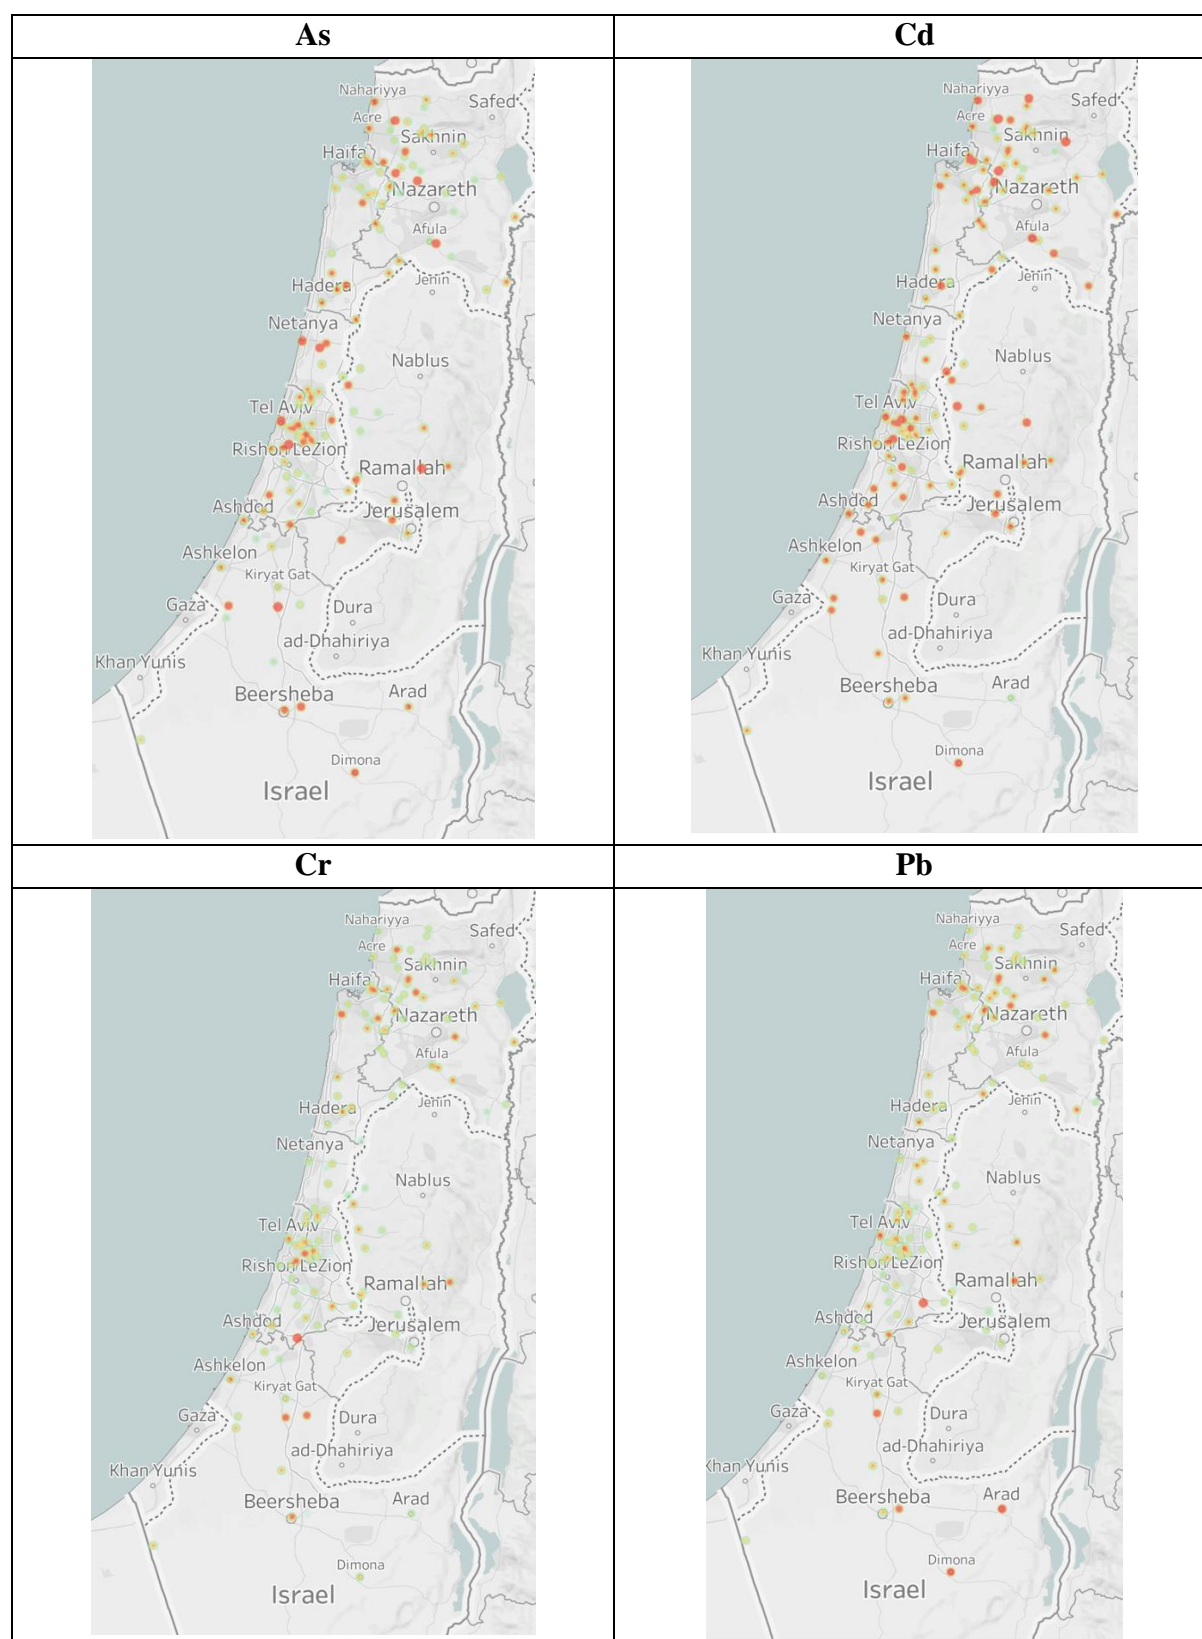 As
Cd
Nahariyya
Acre
Safed
Sakhnin
Haifa
Nazareth
Afula
Hadera
Jenin
Netanya
Nablus
Tel Aviv
Rishon LeZion
Ramallah
Ashdod
Jerusalem
Ashkelon
Kiryat Gat
Gaza
Dura
ad-Dhahiriya
Khan Yunis
Beersheba
Arad
Dimona
Israel
Nahariyya
Safed
Acre
Sakhnin
Haifa
Nazareth
Afula
Hadera
Jenin
Netanya
Nablus
Tel Aviv
Rishon LeZion
Ramallah
Ashdod
Jerusalem
Ashkelon
Kiryat Gat
Gaza
Dura
ad-Dhahiriya
Khan Yunis
Beersheba
Arad
Dimona
Israel
Cr
Pb
Nahariyya
Safed
Acre
Sakhnin
Haifa
Nazareth
Afula
Hadera
Jenin
Netanya
Nablus
Tel Aviv
Rishon LeZion
Ramallah
Ashdod
Jerusalem
Ashkelon
Kiryat Gat
Gaza
Dura
ad-Dhahiriya
Khan Yunis
Beersheba
Arad
Dimona
Israel
Nahariyya
Safed
Acre
Sakhnin
Haifa
Nazareth
Afula
Hadera
Jenin
Netanya
Nablus
Tel Aviv
Rishon LeZion
Ramallah
Ashdod
Jerusalem
Ashkelon
Kiryat Gat
Gaza
Dura
ad-Dhahiriya
Khan Yunis
Beersheba
Arad
Dimona
Israel